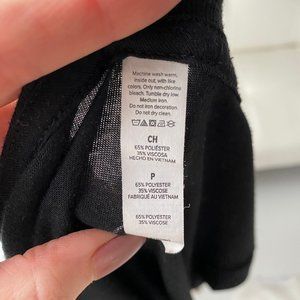 Machine wash warm,
inside out, with like
colors. Only non-chlorine
bleach. Tumble dry low.
Medium iron.
Do not iron decoration.
Do not dry clean.
CH
65% POLIÉSTER
35% VISCOSA
HECHO EN VIETNAM
P
65% POLYESTER
35% VISCOSE
FABRIQUÉ AU VIETNAM
65% POLYESTER
35% VISCOSE